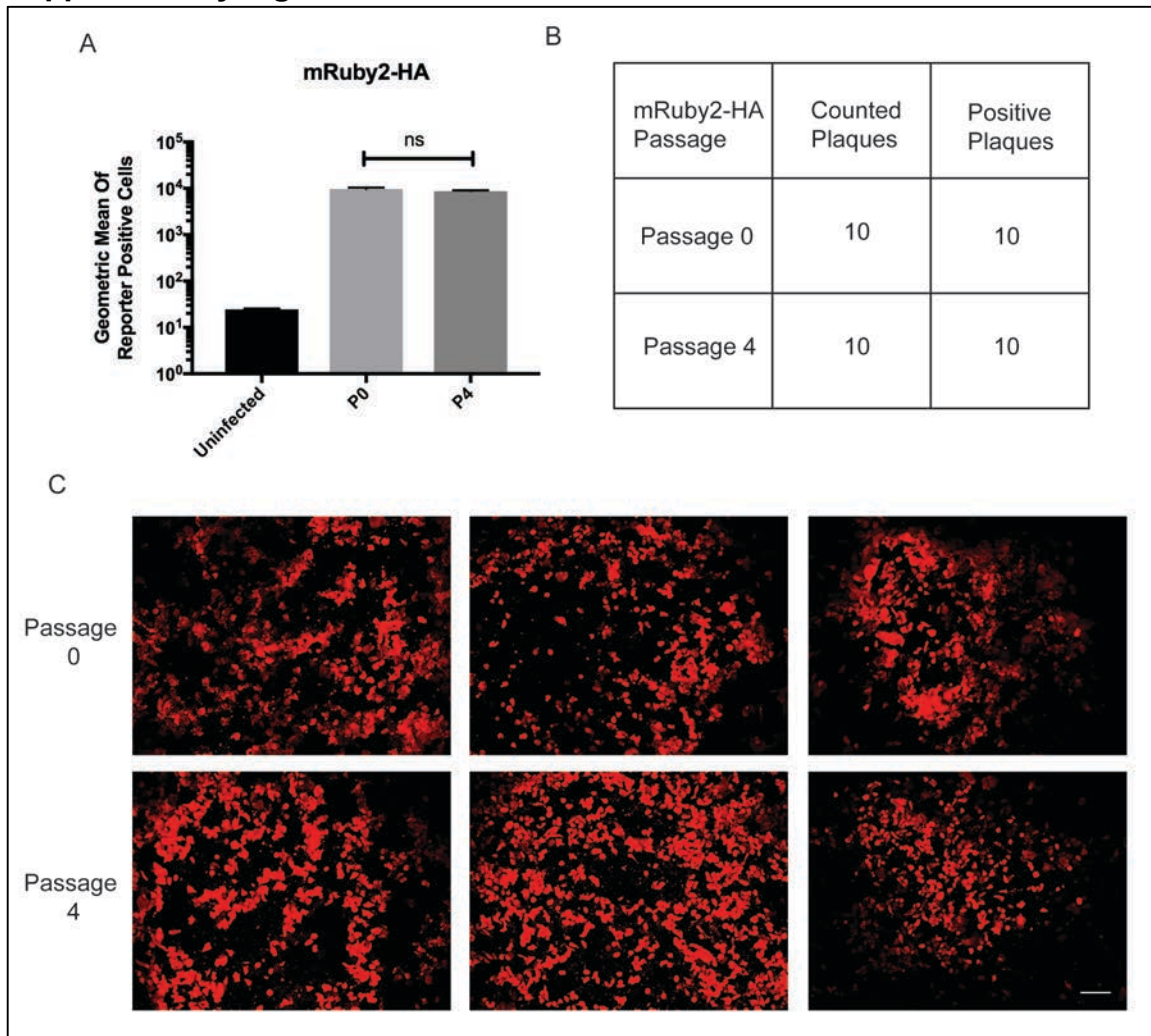 A
mRuby2-HA
Geometric Mean Of
Reporter Positive Cells
10⁵
10⁴
10³
10²
10¹
10⁰
ns
Uninfected
P0
P4
B
mRuby2-HA
Passage
Counted
Plaques
Positive
Plaques
Passage 0
10
10
Passage 4
10
10
C
Passage
0
Passage
4